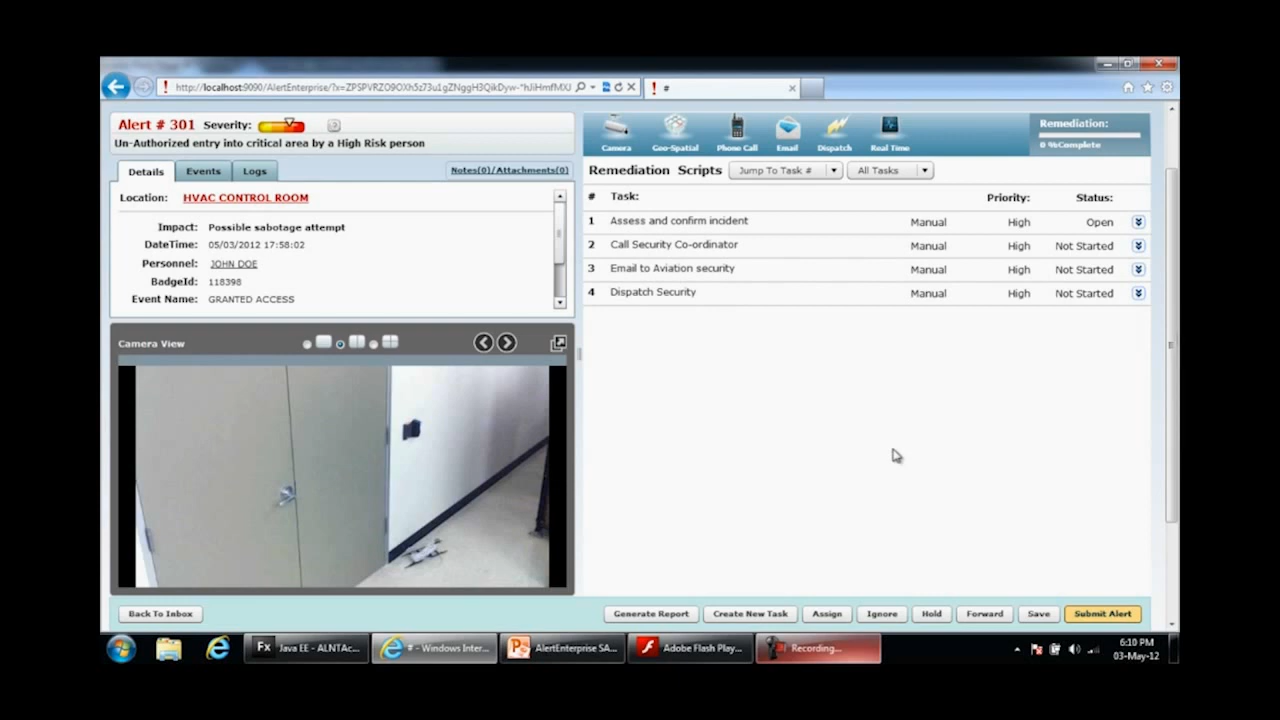 #
Alert # 301 Severity:
Un-Authorized entry into critical area by a High Risk person
Details Events Logs Notes(0)/Attachments(0)
Location: HVAC CONTROL ROOM
Impact: Possible sabotage attempt
DateTime: 05/03/2012 17:58:02
Personnel: JOHN DOE
BadgeId: 118398
Event Name: GRANTED ACCESS
Camera View
Camera Geo-Spatial Phone Call Email Dispatch Real Time
Remediation:
0 %Complete
Remediation Scripts Jump To Task # All Tasks
# Task: Priority: Status:
1 Assess and confirm incident Manual High Open
2 Call Security Co-ordinator Manual High Not Started
3 Email to Aviation security Manual High Not Started
4 Dispatch Security Manual High Not Started
Back To Inbox Generate Report Create New Task Assign Ignore Hold Forward Save Submit Alert
Fx Java EE - ALNTAc... # - Windows Inter... AlertEnterprise SA... Adobe Flash Play... Recording...
6:10 PM
03-May-12